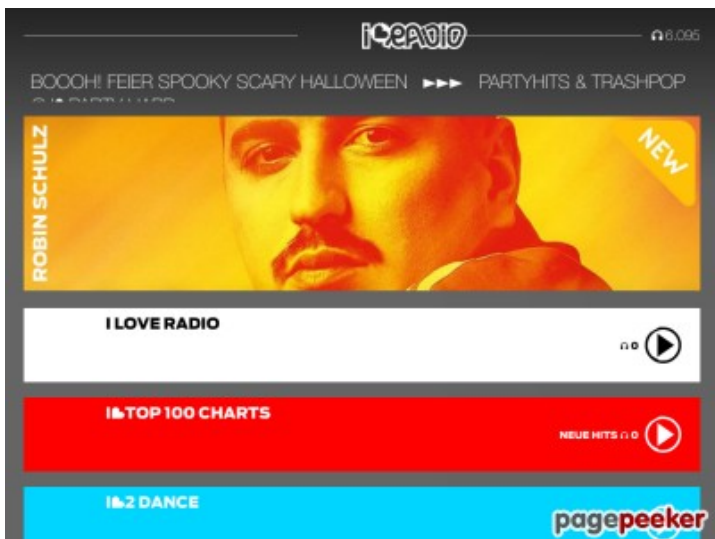 I♥RADIO
6.095
BOOOH! FEIER SPOOKY SCARY HALLOWEEN ►►► PARTYHITS & TRASHPOP
ROBIN SCHULZ
NEW
I LOVE RADIO
0
I♥TOP 100 CHARTS
NEUE HITS 0
I♥2 DANCE
pagepeeker